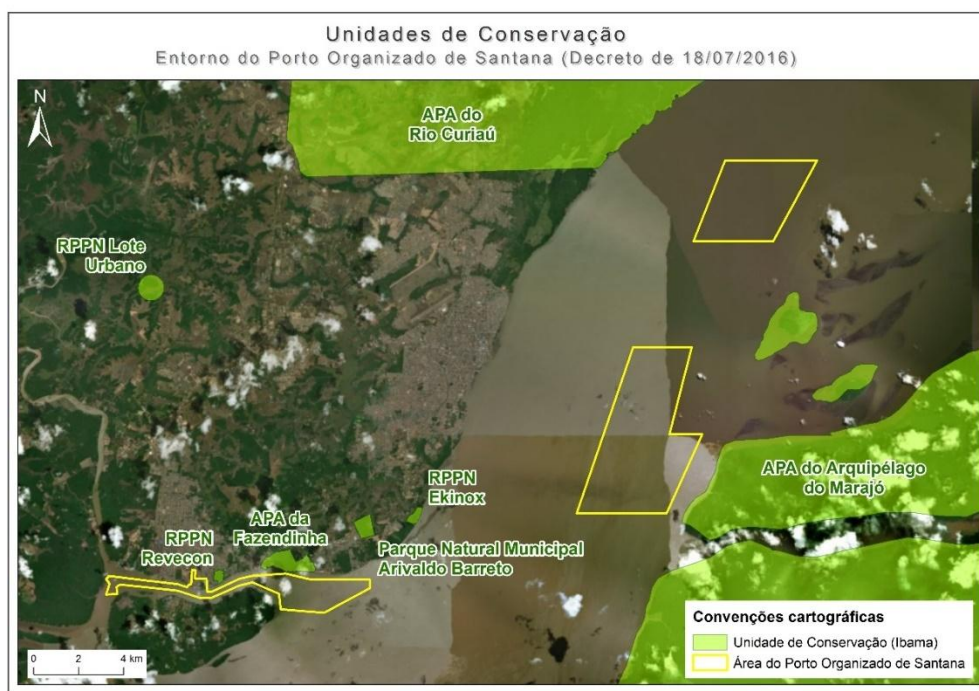 Unidades de Conservação
Entorno do Porto Organizado de Santana (Decreto de 18/07/2016)
N
APA do
Rio Curiaú
RPPN Lote
Urbano
RPPN
Ekinox
APA do Arquipélago
do Marajó
APA da
Fazendinha
RPPN
Revecon
Parque Natural Municipal
Arivaldo Barreto
Convenções cartográficas
Unidade de Conservação (Ibama)
Área do Porto Organizado de Santana
0 2 4 km